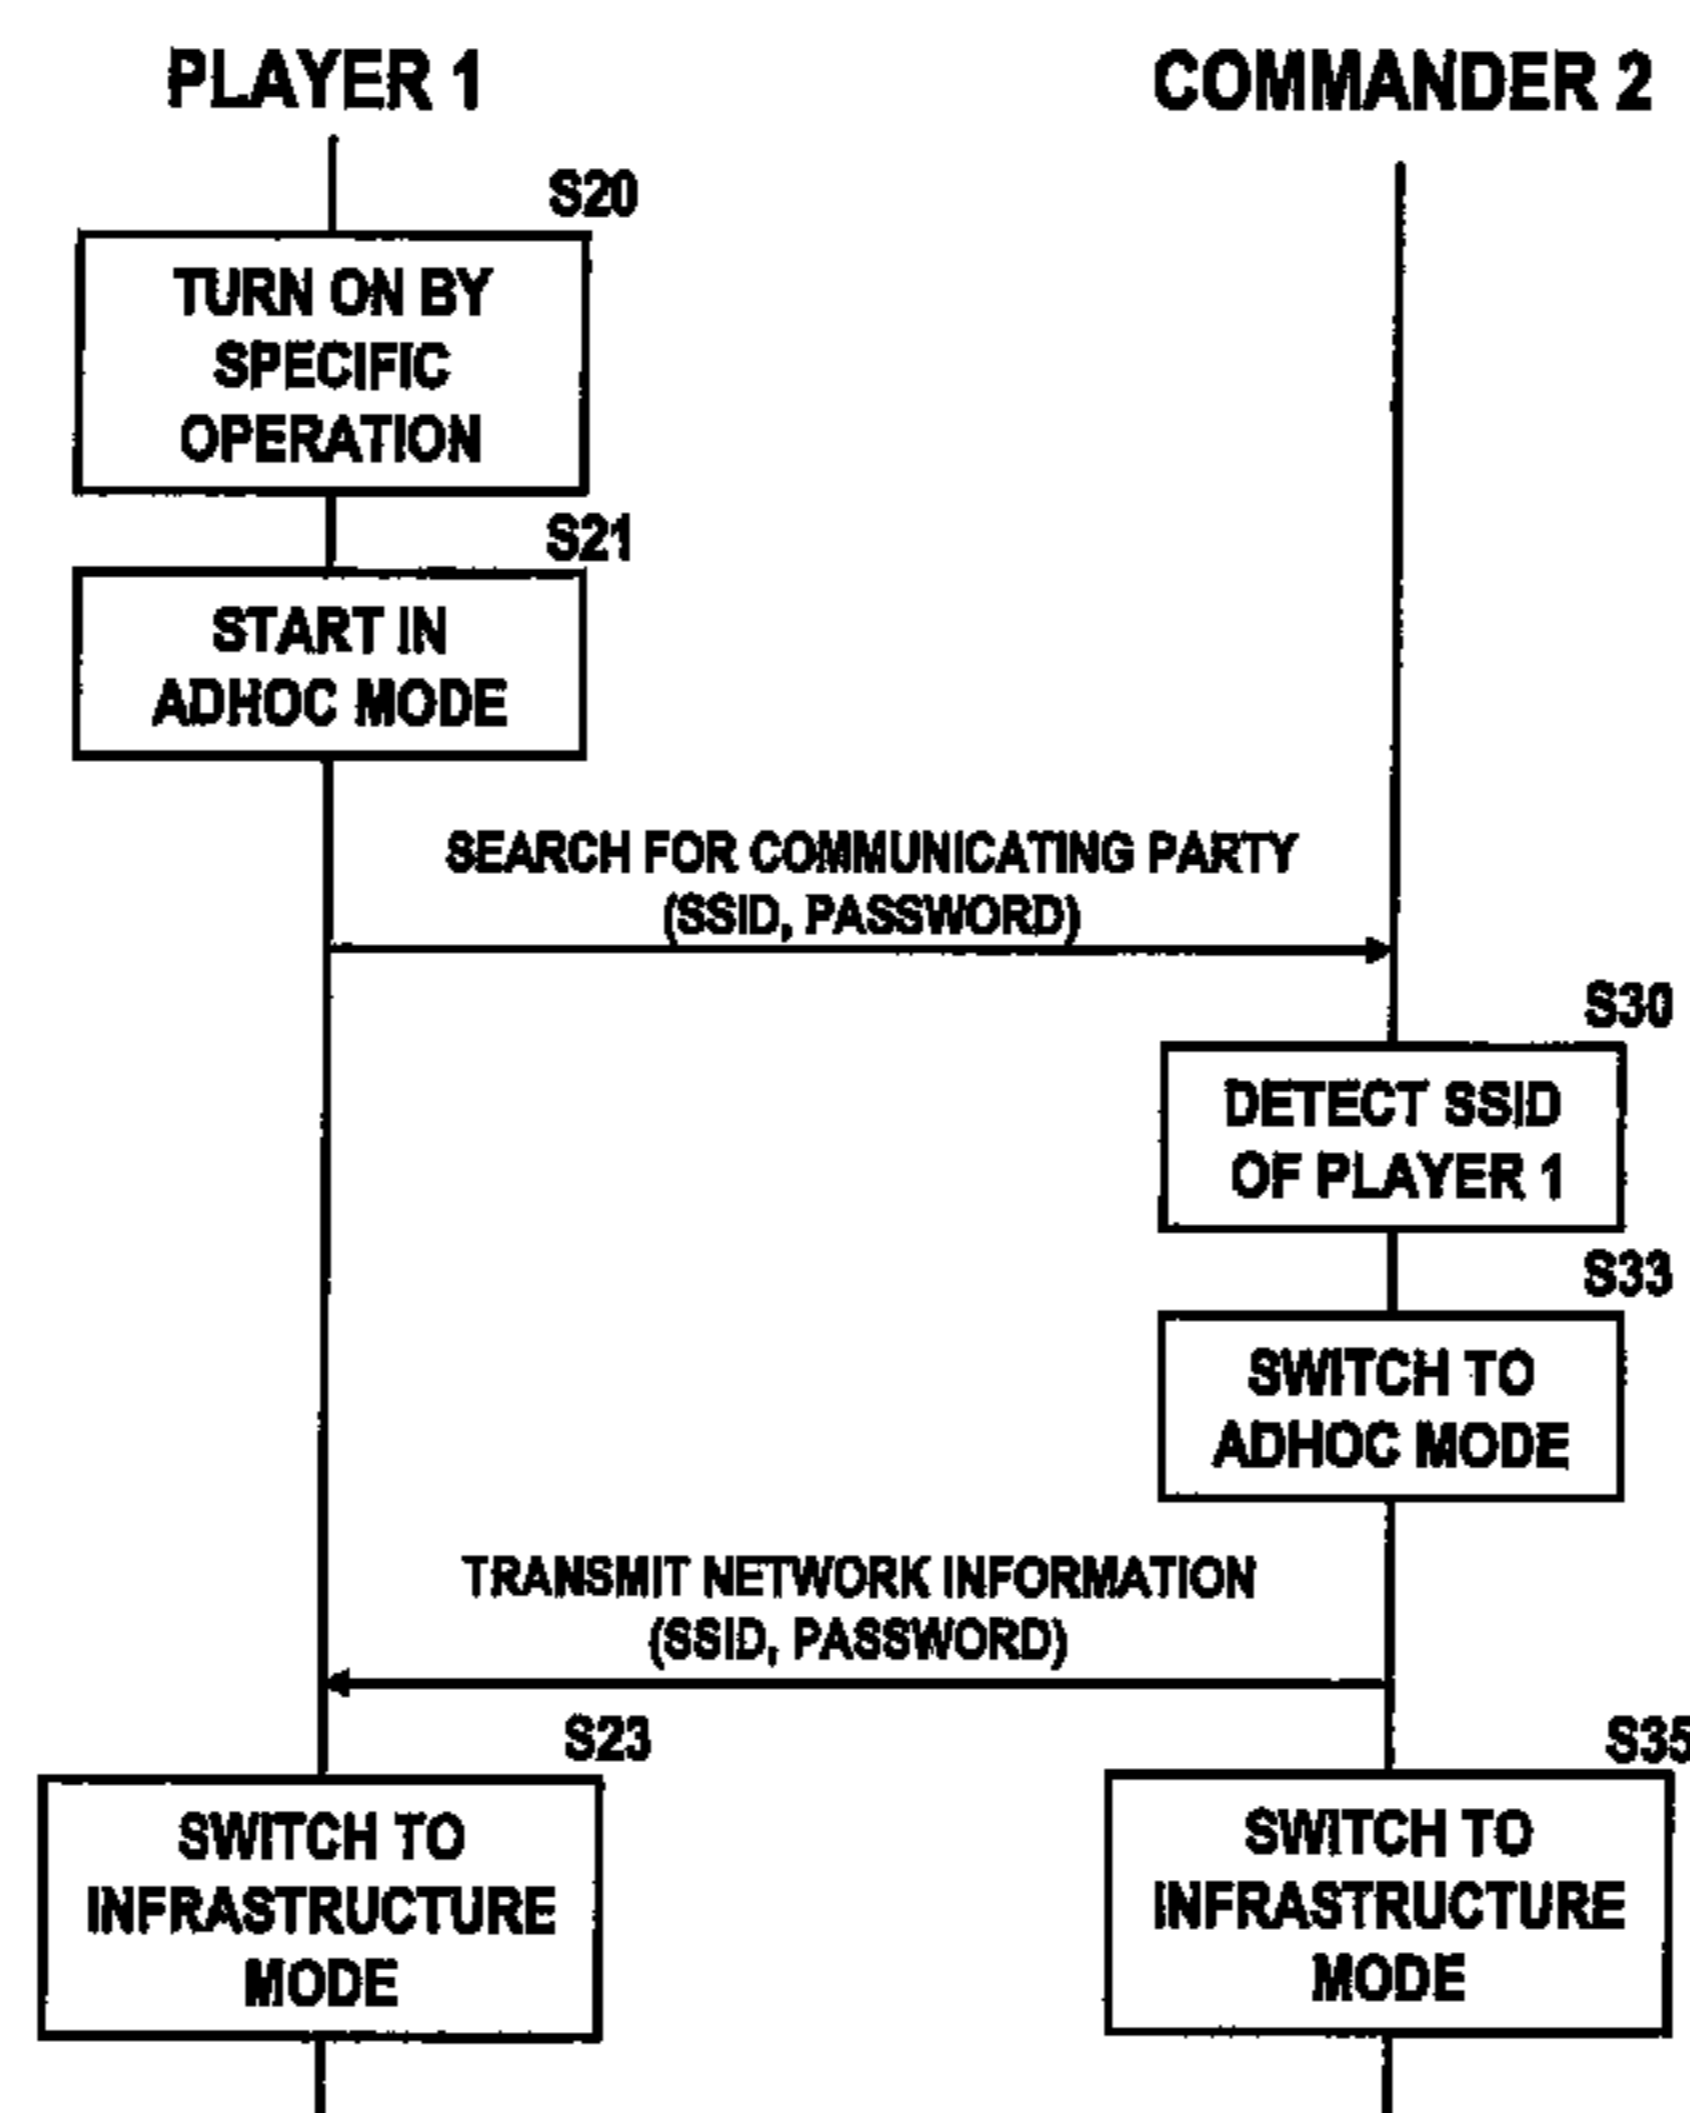 PLAYER 1
COMMANDER 2
S20
TURN ON BY
SPECIFIC
OPERATION
S21
START IN
ADHOC MODE
SEARCH FOR COMMUNICATING PARTY
(SSID, PASSWORD)
S30
DETECT SSID
OF PLAYER 1
S33
SWITCH TO
ADHOC MODE
TRANSMIT NETWORK INFORMATION
(SSID, PASSWORD)
S23
SWITCH TO
INFRASTRUCTURE
MODE
S35
SWITCH TO
INFRASTRUCTURE
MODE